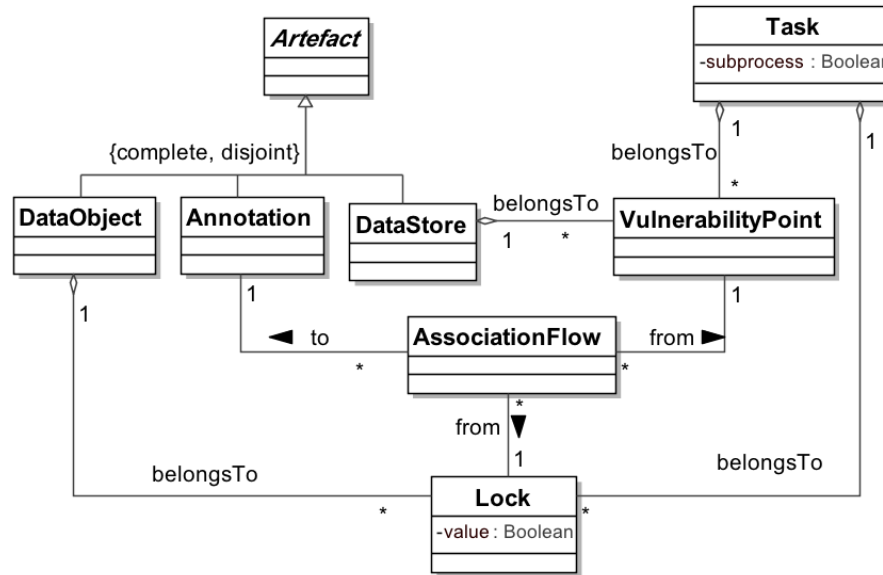 Artefact
Task
-subprocess : Boolean
{complete, disjoint}
1
1
belongsTo
*
DataObject
Annotation
DataStore
belongsTo
1
*
VulnerabilityPoint
1
1
1
to
*
AssociationFlow
from
*
*
from
1
belongsTo
*
belongsTo
*
Lock
-value : Boolean